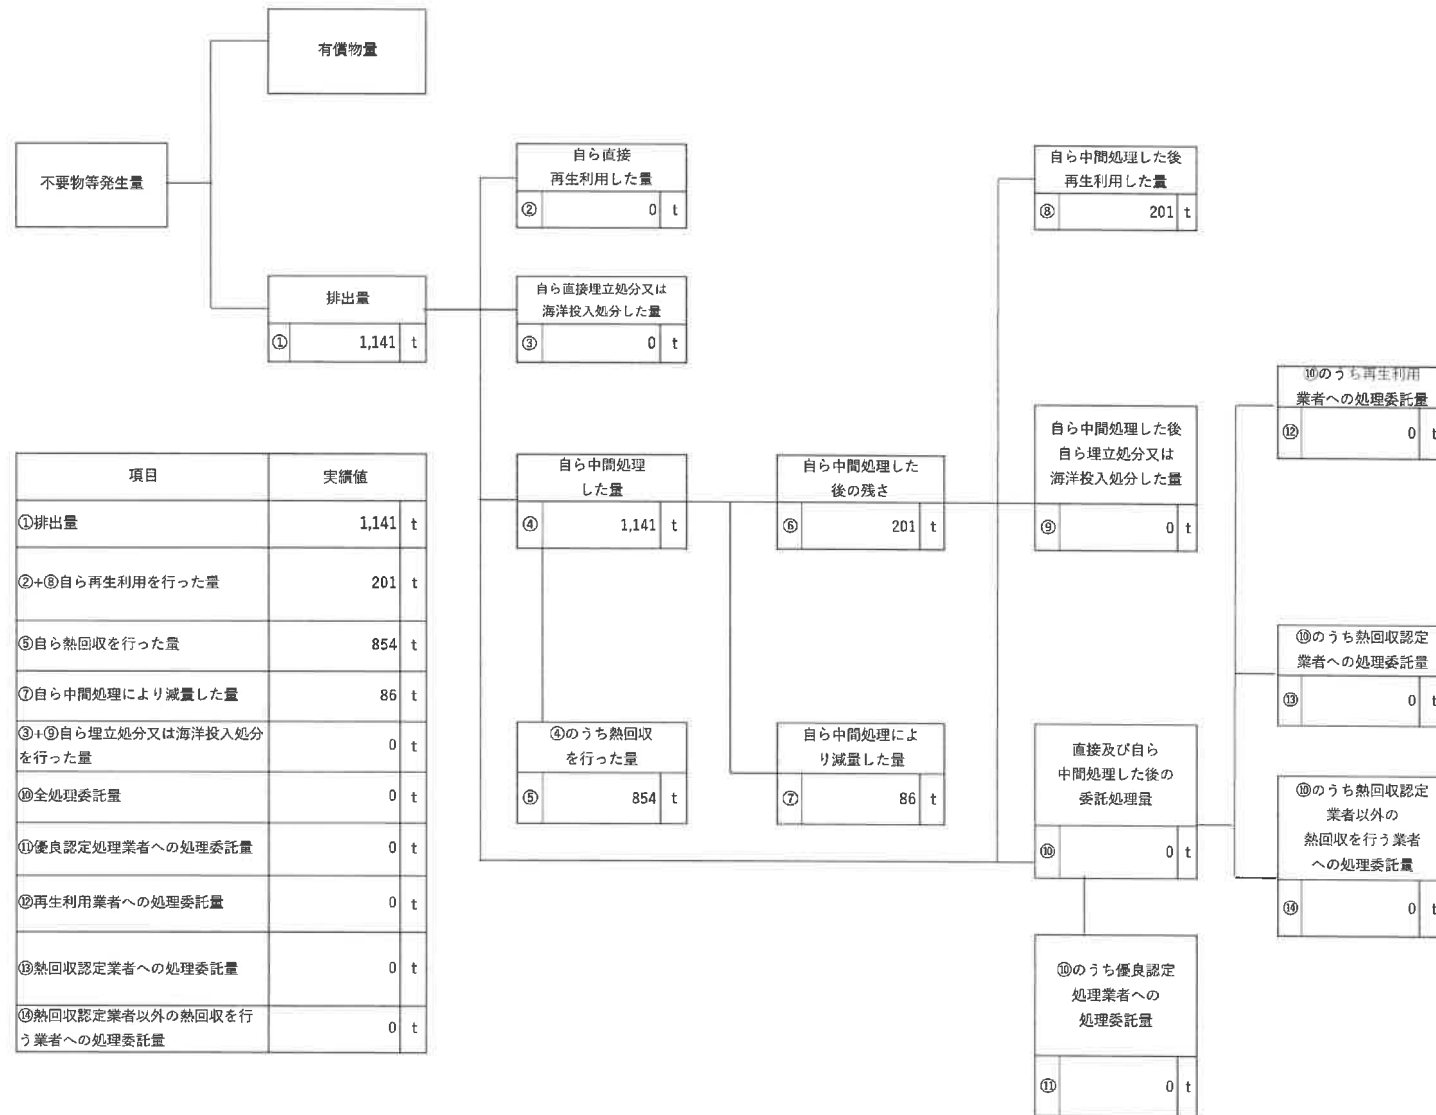 有償物量
不要物等発生量
排出量
① 1,141 t
自ら直接
再生利用した量
② 0 t
自ら直接埋立処分又は
海洋投入処分した量
③ 0 t
自ら中間処理
した量
④ 1,141 t
④のうち熱回収
を行った量
⑤ 854 t
自ら中間処理した
後の残さ
⑥ 201 t
自ら中間処理によ
り減量した量
⑦ 86 t
自ら中間処理した後
再生利用した量
⑧ 201 t
自ら中間処理した後
自ら埋立処分又は
海洋投入処分した量
⑨ 0 t
直接及び自ら
中間処理した後の
委託処理量
⑩ 0 t
⑩のうち優良認定
処理業者への
処理委託量
⑪ 0 t
⑩のうち再生利用
業者への処理委託量
⑫ 0 t
⑩のうち熱回収認定
業者への処理委託量
⑬ 0 t
⑩のうち熱回収認定
業者以外の
熱回収を行う業者
への処理委託量
⑭ 0 t
項目 実績値
①排出量 1,141 t
②+⑧自ら再生利用を行った量 201 t
⑤自ら熱回収を行った量 854 t
⑦自ら中間処理により減量した量 86 t
③+⑨自ら埋立処分又は海洋投入処分
を行った量 0 t
⑩全処理委託量 0 t
⑪優良認定処理業者への処理委託量 0 t
⑫再生利用業者への処理委託量 0 t
⑬熱回収認定業者への処理委託量 0 t
⑭熱回収認定業者以外の熱回収を行
う業者への処理委託量 0 t